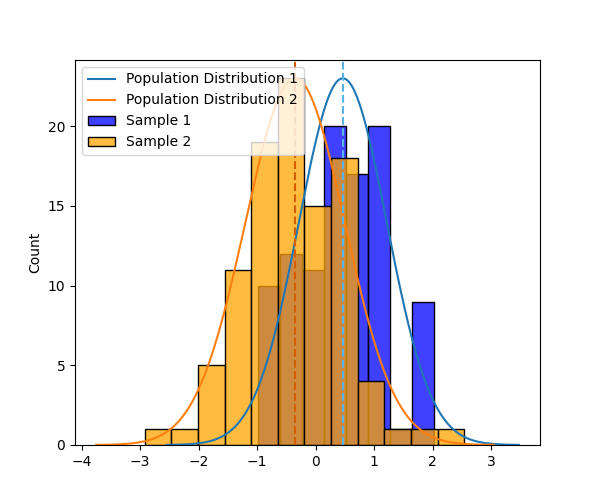 Population Distribution 1
Population Distribution 2
Sample 1
Sample 2
20
15
10
5
0
Count
−4 −3 −2 −1 0 1 2 3